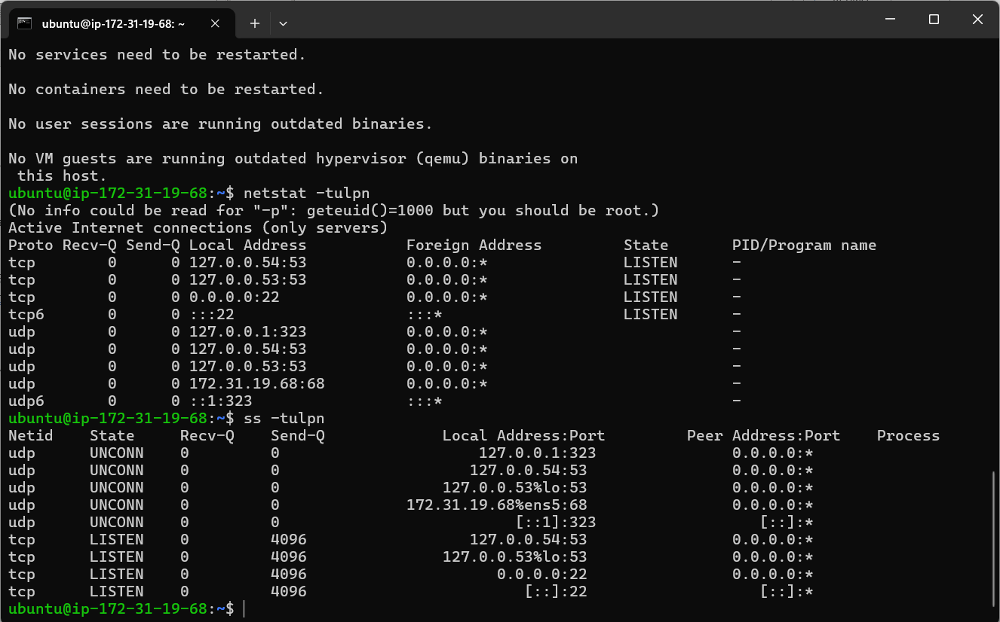 ubuntu@ip-172-31-19-68: ~
No services need to be restarted.
No containers need to be restarted.
No user sessions are running outdated binaries.
No VM guests are running outdated hypervisor (qemu) binaries on
 this host.
ubuntu@ip-172-31-19-68:~$ netstat -tulpn
(No info could be read for "-p": geteuid()=1000 but you should be root.)
Active Internet connections (only servers)
Proto Recv-Q Send-Q Local Address           Foreign Address         State       PID/Program name
tcp        0      0 127.0.0.54:53           0.0.0.0:*               LISTEN      -
tcp        0      0 127.0.0.53:53           0.0.0.0:*               LISTEN      -
tcp        0      0 0.0.0.0:22              0.0.0.0:*               LISTEN      -
tcp6       0      0 :::22                   :::*                    LISTEN      -
udp        0      0 127.0.0.1:323           0.0.0.0:*                           -
udp        0      0 127.0.0.54:53           0.0.0.0:*                           -
udp        0      0 127.0.0.53:53           0.0.0.0:*                           -
udp        0      0 172.31.19.68:68         0.0.0.0:*                           -
udp6       0      0 ::1:323                 :::*                                -
ubuntu@ip-172-31-19-68:~$ ss -tulpn
Netid    State     Recv-Q    Send-Q             Local Address:Port         Peer Address:Port    Process
udp      UNCONN    0         0                      127.0.0.1:323               0.0.0.0:*
udp      UNCONN    0         0                     127.0.0.54:53                0.0.0.0:*
udp      UNCONN    0         0                  127.0.0.53%lo:53                0.0.0.0:*
udp      UNCONN    0         0              172.31.19.68%ens5:68                0.0.0.0:*
udp      UNCONN    0         0                          [::1]:323                  [::]:*
tcp      LISTEN    0         4096                  127.0.0.54:53                0.0.0.0:*
tcp      LISTEN    0         4096               127.0.0.53%lo:53                0.0.0.0:*
tcp      LISTEN    0         4096                     0.0.0.0:22                0.0.0.0:*
tcp      LISTEN    0         4096                        [::]:22                   [::]:*
ubuntu@ip-172-31-19-68:~$